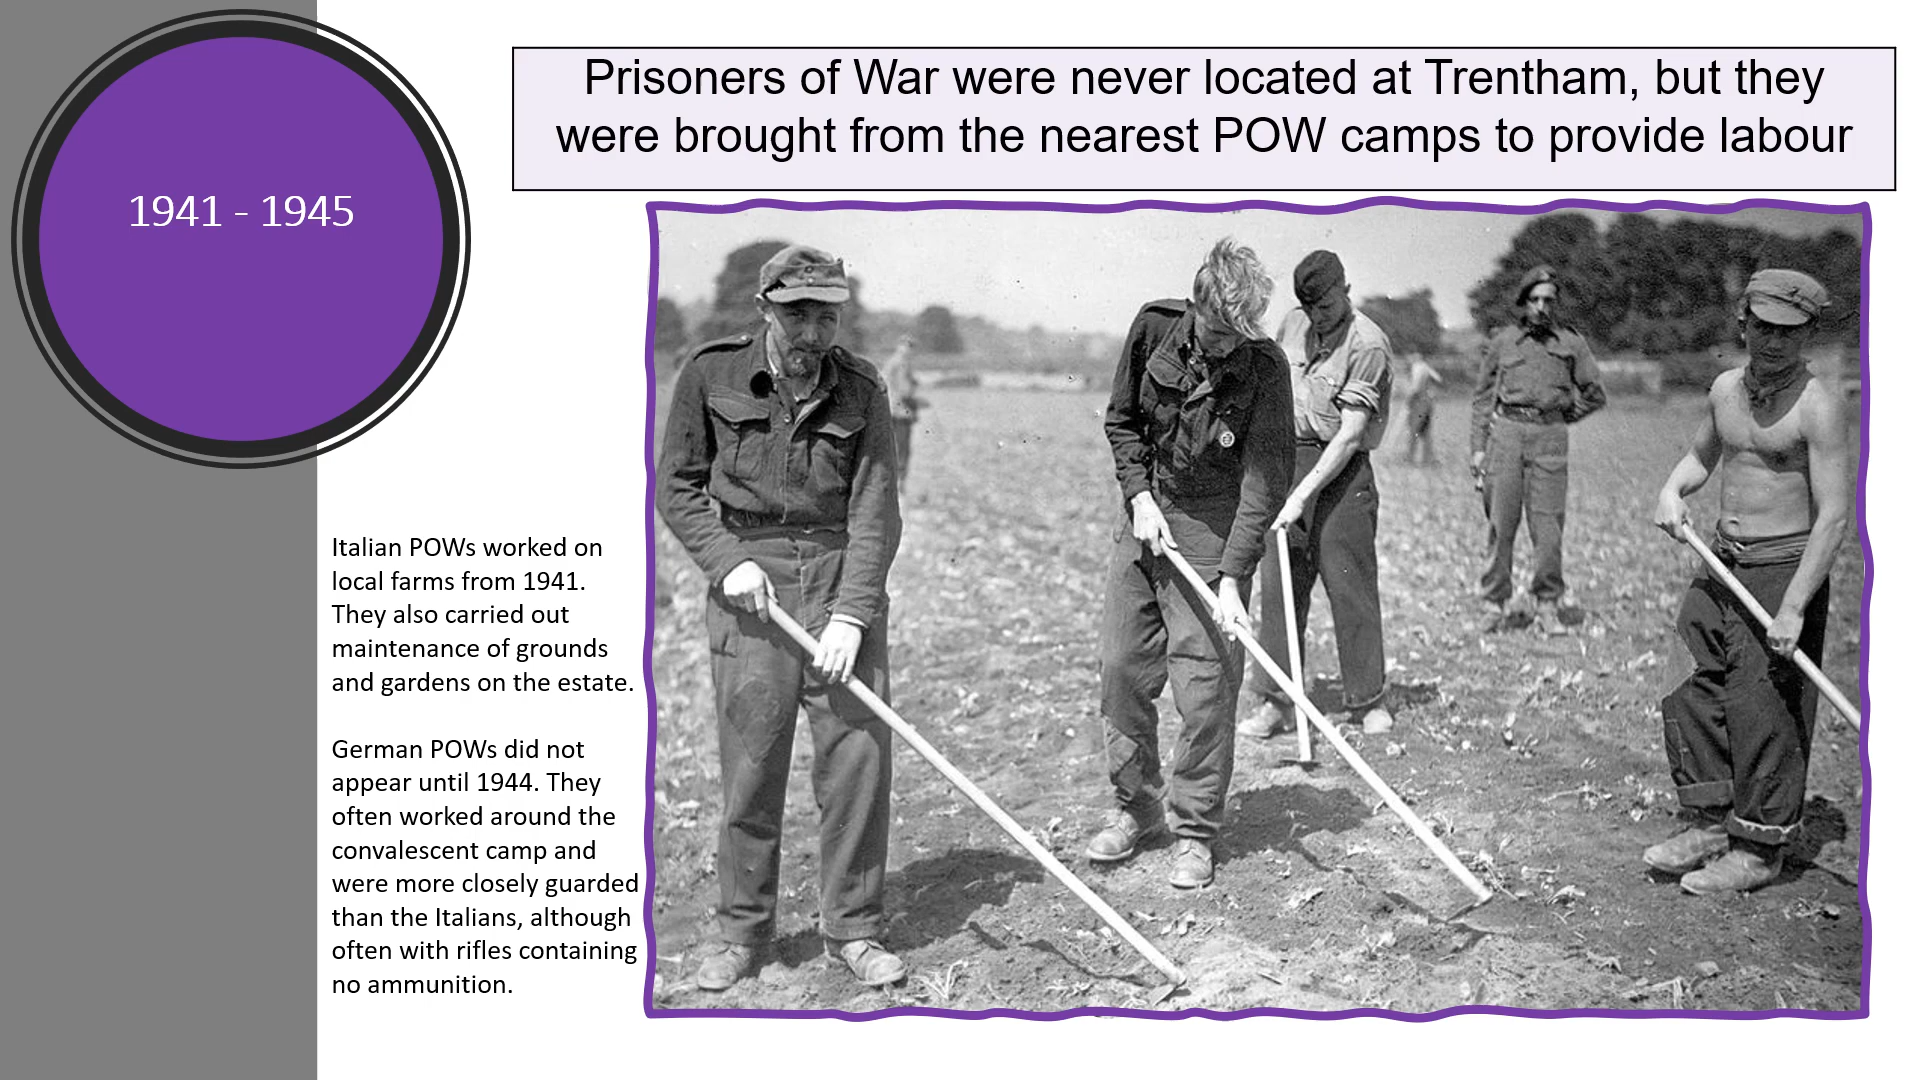 1941 - 1945
Prisoners of War were never located at Trentham, but they
were brought from the nearest POW camps to provide labour
Italian POWs worked on
local farms from 1941.
They also carried out
maintenance of grounds
and gardens on the estate.
German POWs did not
appear until 1944. They
often worked around the
convalescent camp and
were more closely guarded
than the Italians, although
often with rifles containing
no ammunition.